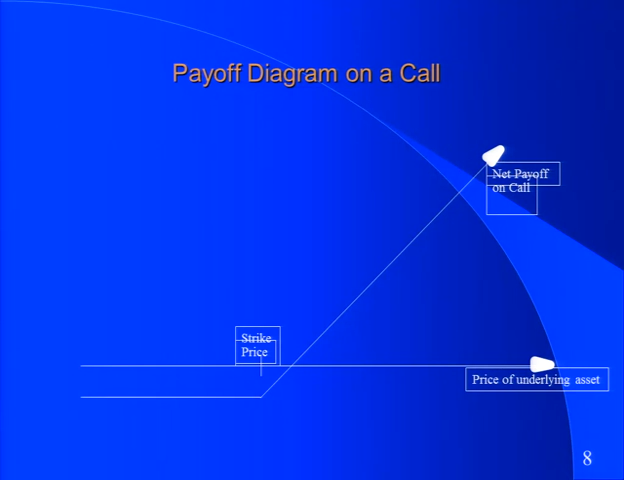 Payoff Diagram on a Call
Net Payoff
on Call
Strike
Price
Price of underlying asset
8